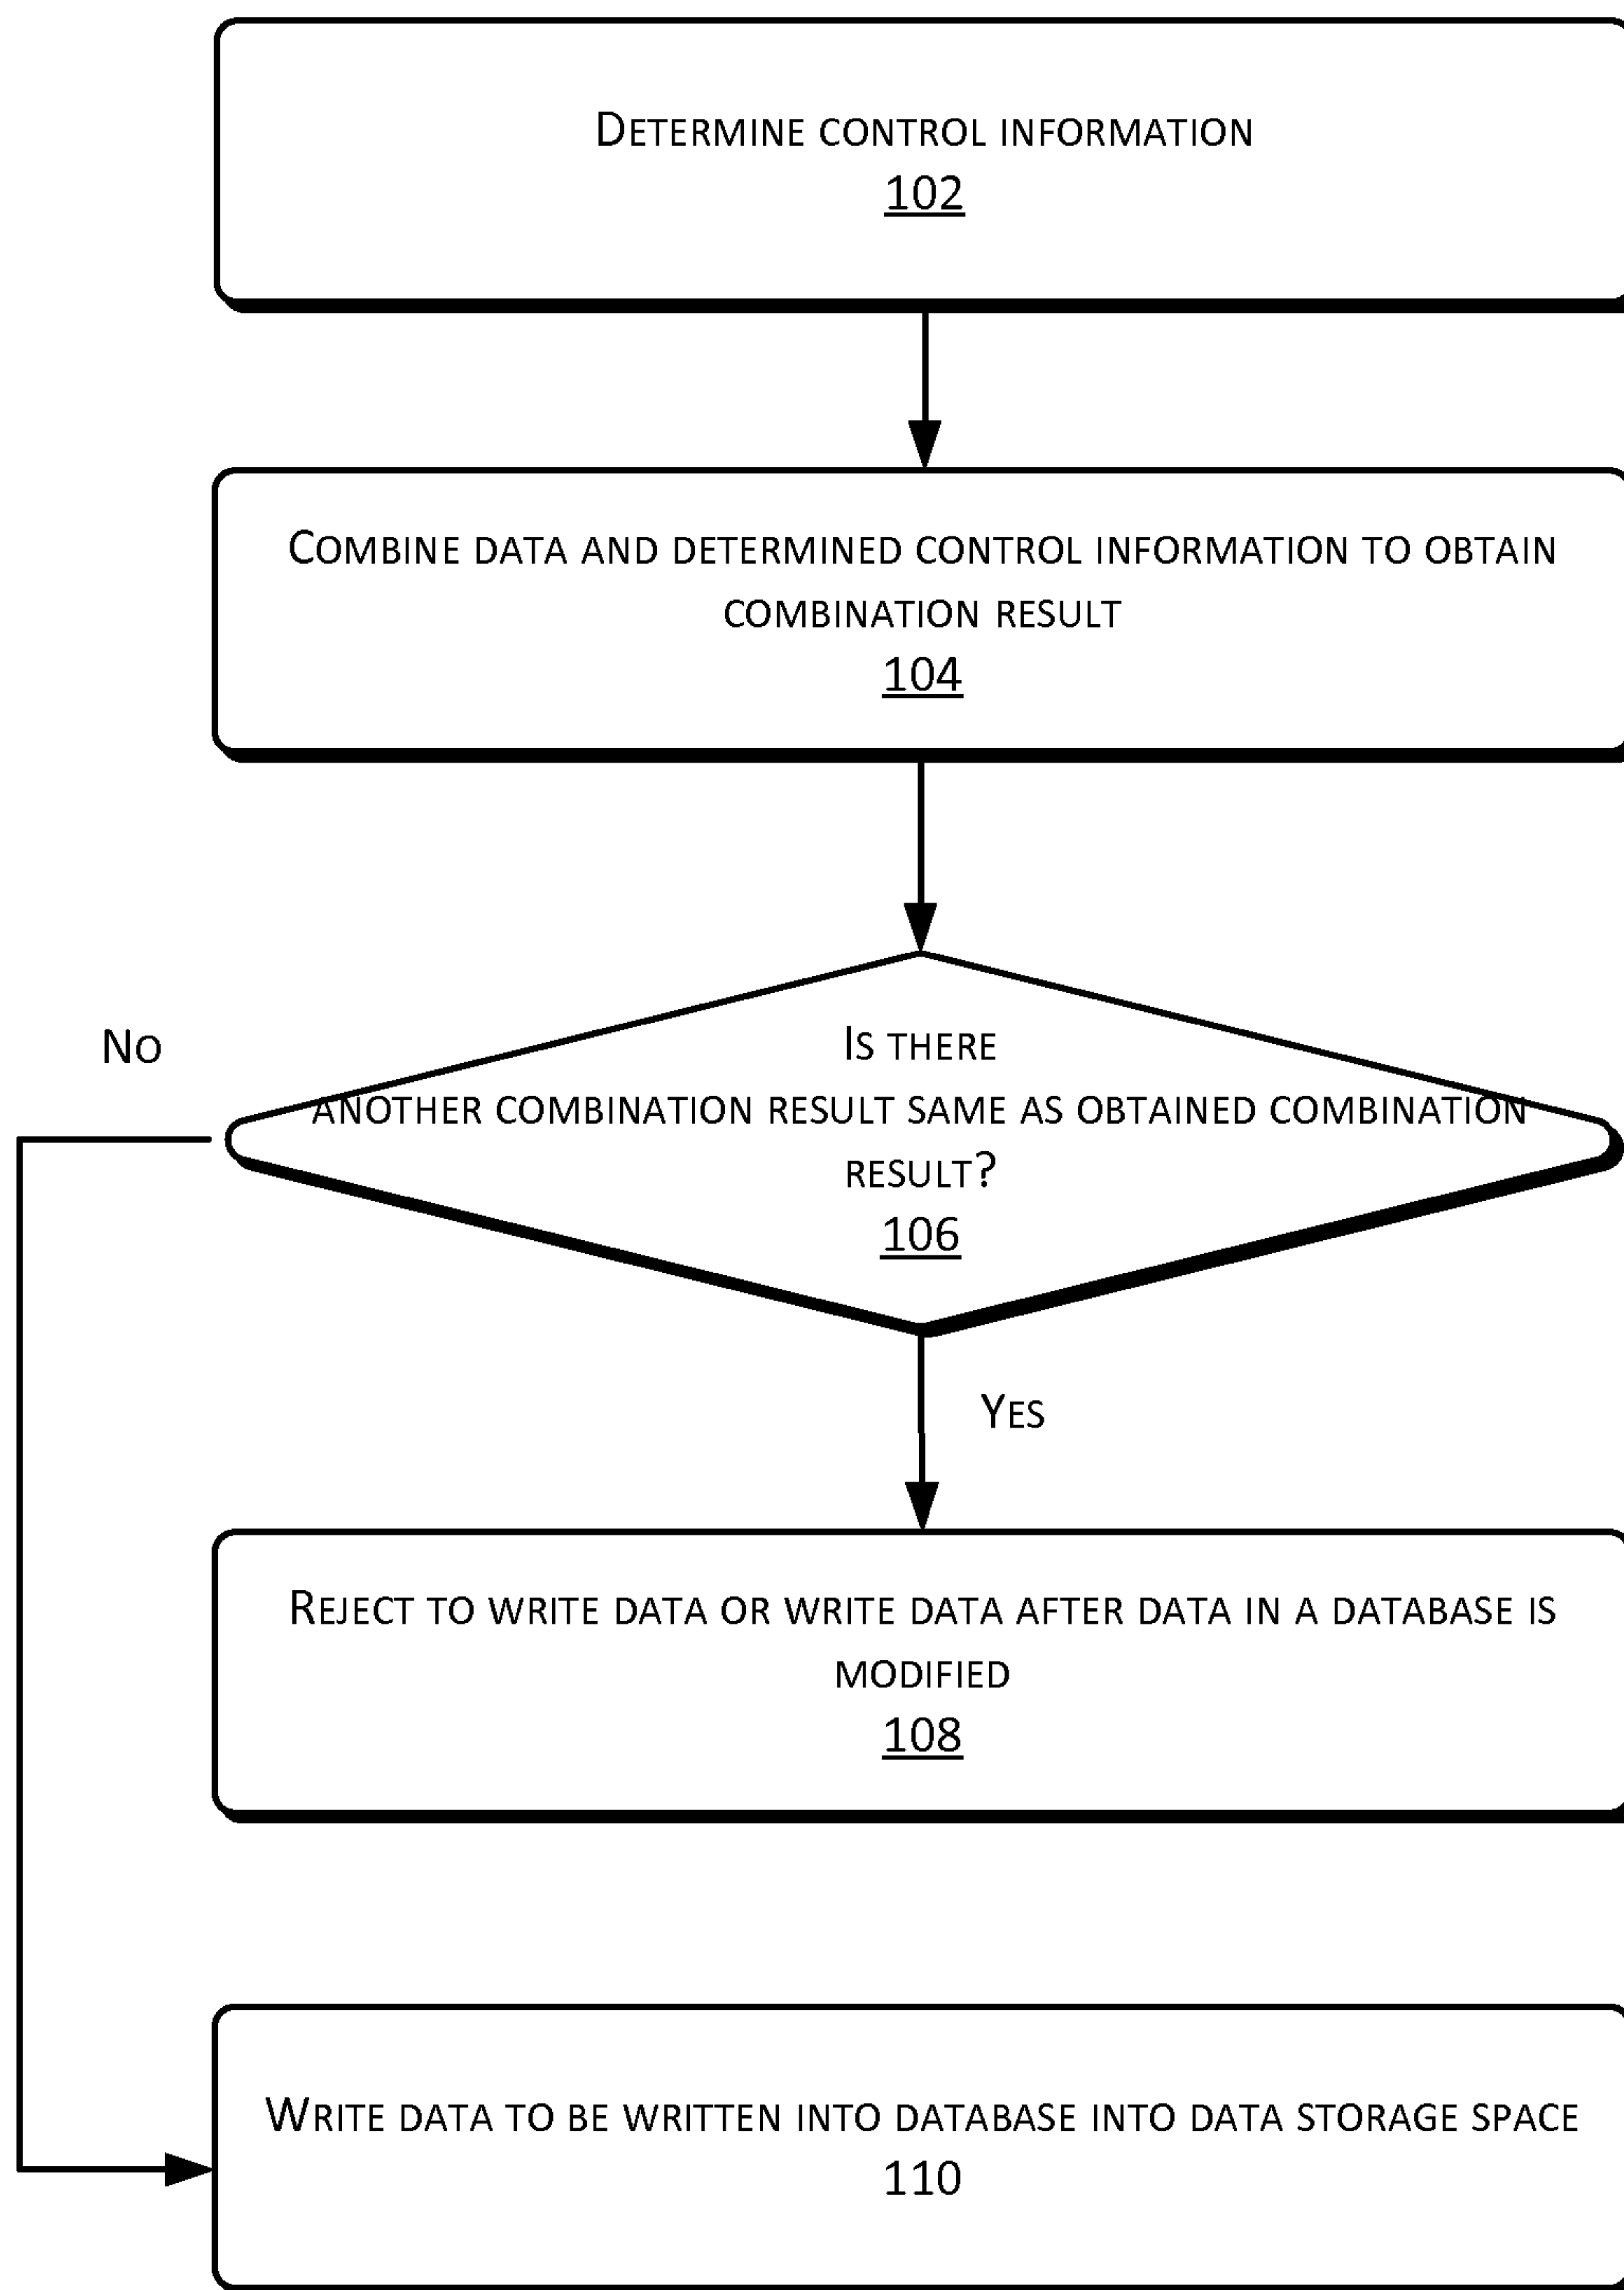 Determine control information
102
Combine data and determined control information to obtain
combination result
104
Is there
another combination result same as obtained combination
result?
106
No
Yes
Reject to write data or write data after data in a database is
modified
108
Write data to be written into database into data storage space
110